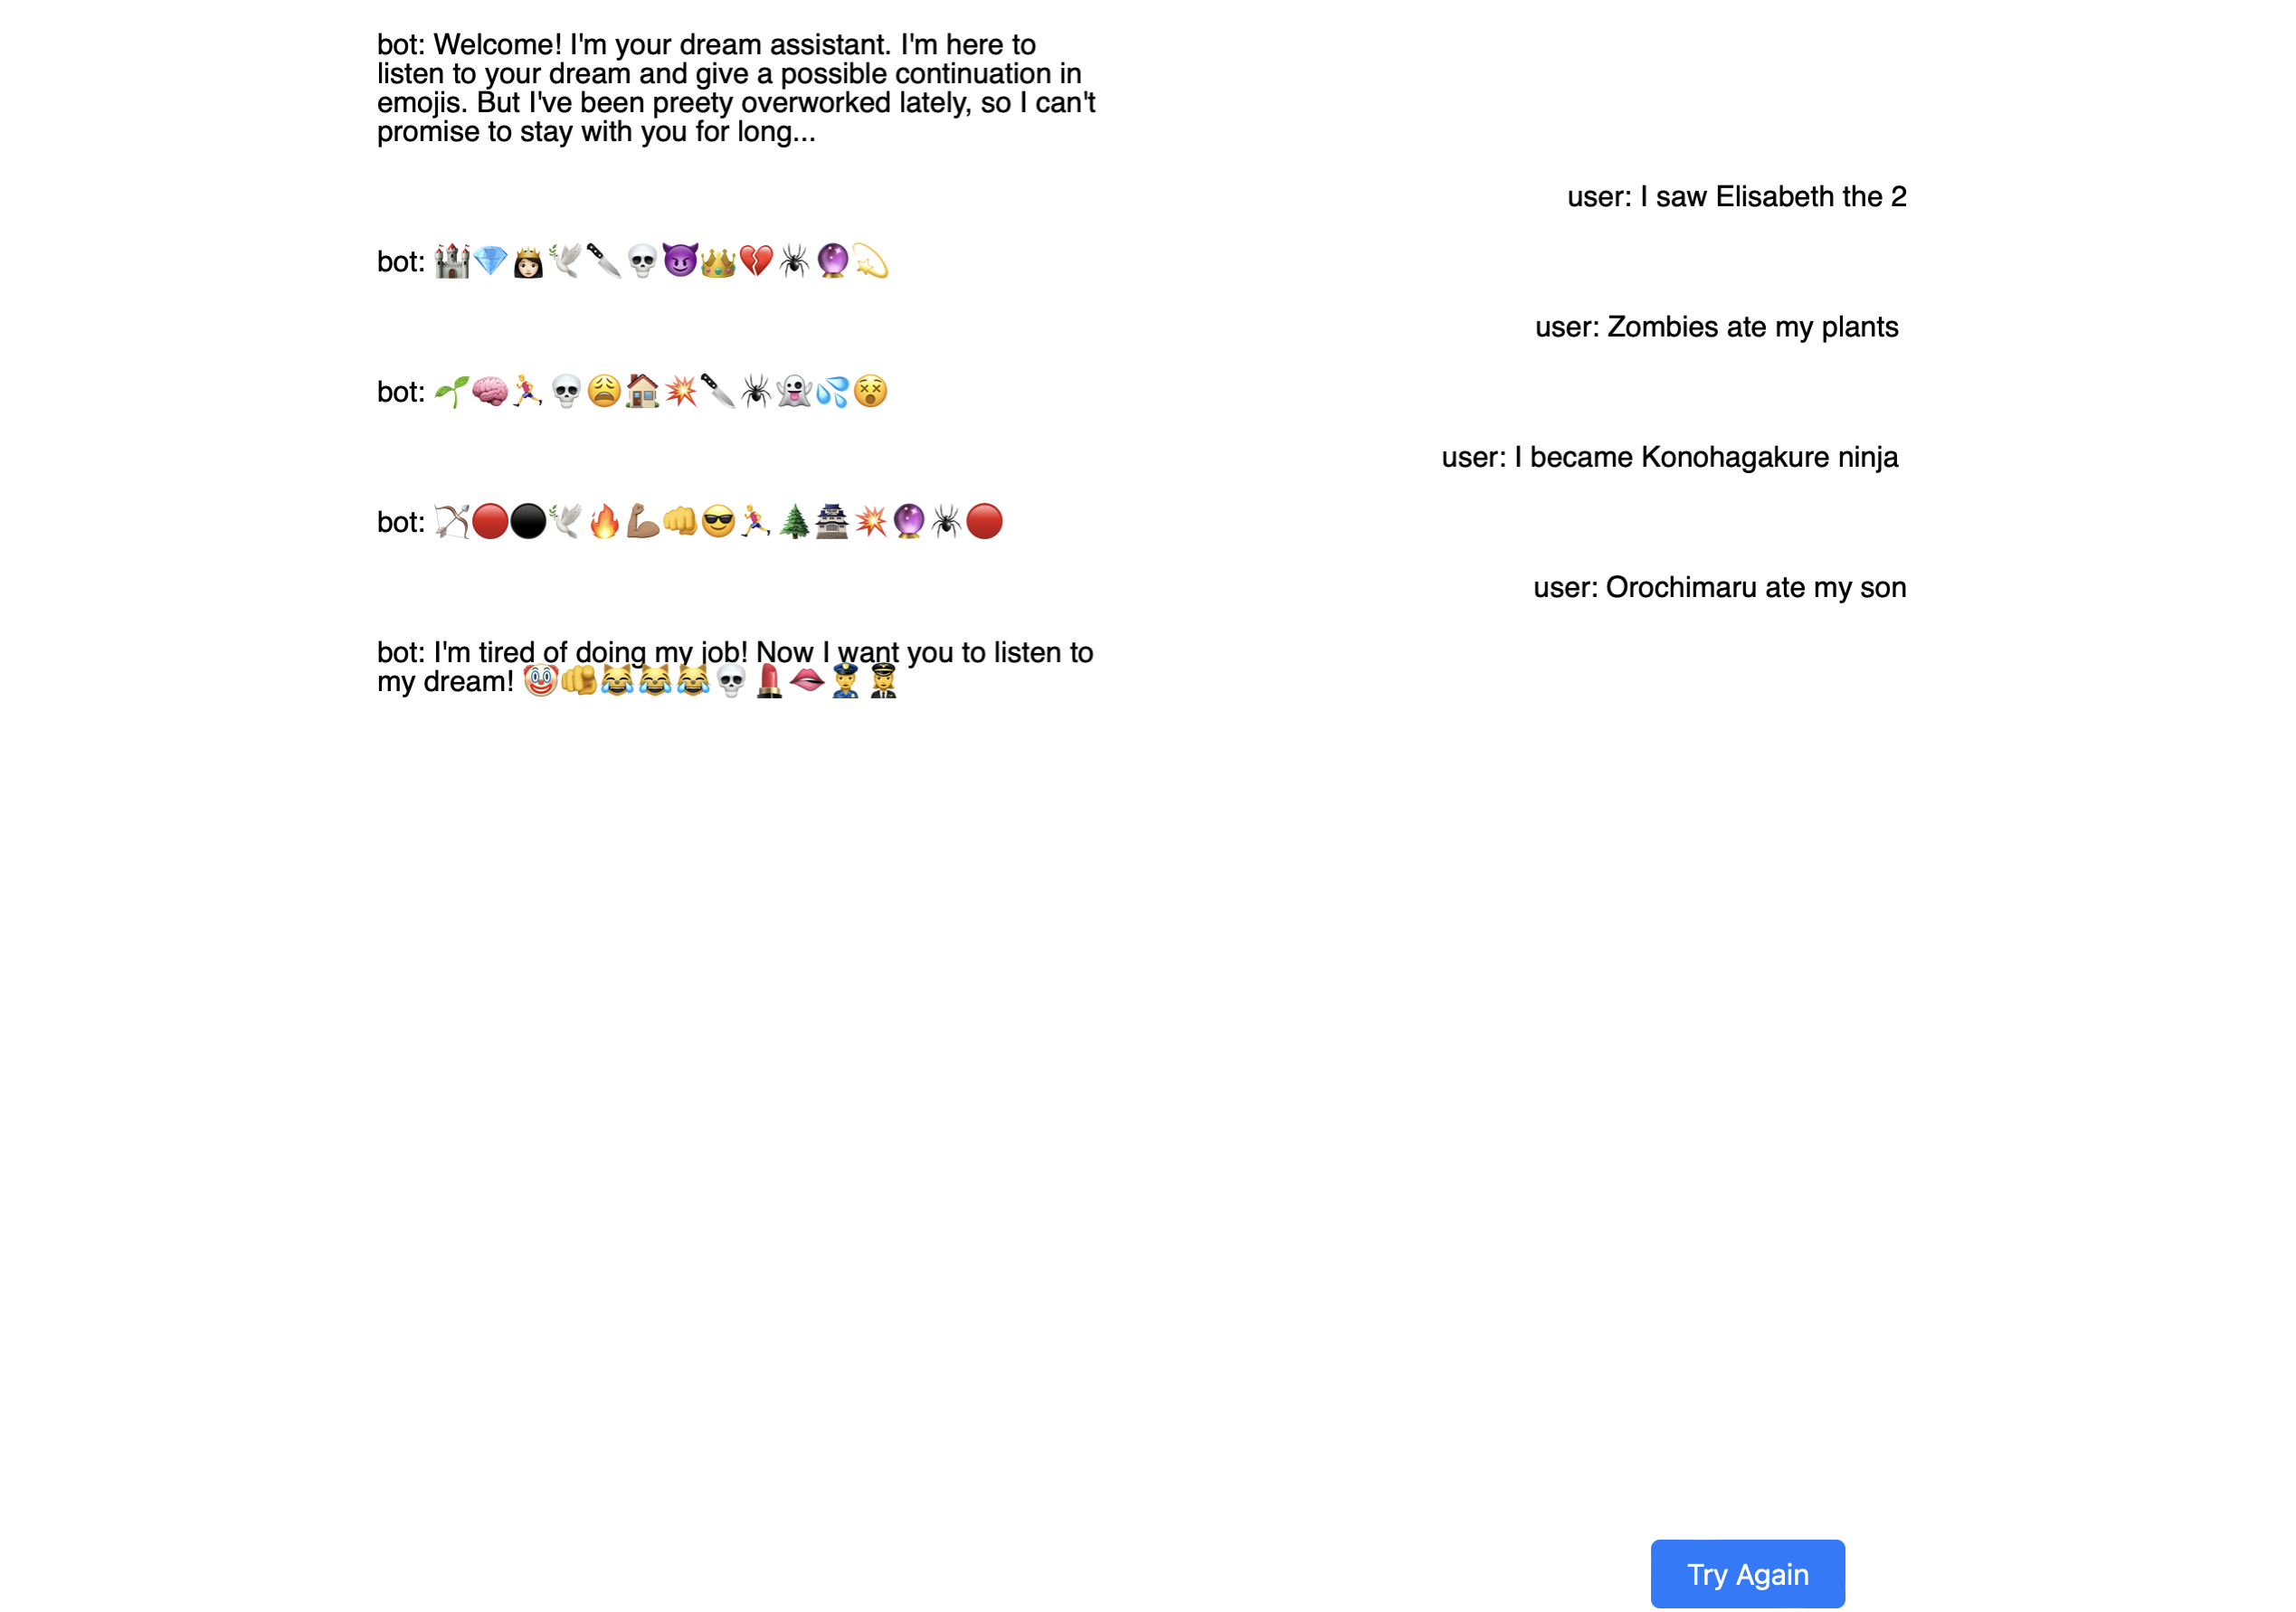 bot: Welcome! I'm your dream assistant. I'm here to
listen to your dream and give a possible continuation in
emojis. But I've been preety overworked lately, so I can't
promise to stay with you for long...
user: I saw Elisabeth the 2
bot: 🏰💎👸🏻🕊🔪💀😈👑💔🕷🔮💫
user: Zombies ate my plants
bot: 🌱🧠🏃💀😩🏠💥🔪🕷👻💦😵
user: I became Konohagakure ninja
bot: 🏹🔴⚫🕊🔥💪🏽👊😎🏃🌲🏯💥🔮🕷🔴
user: Orochimaru ate my son
bot: I'm tired of doing my job! Now I want you to listen to
my dream! 🤡🫵😹😹😹💀💄🫦👮👩‍✈️
Try Again